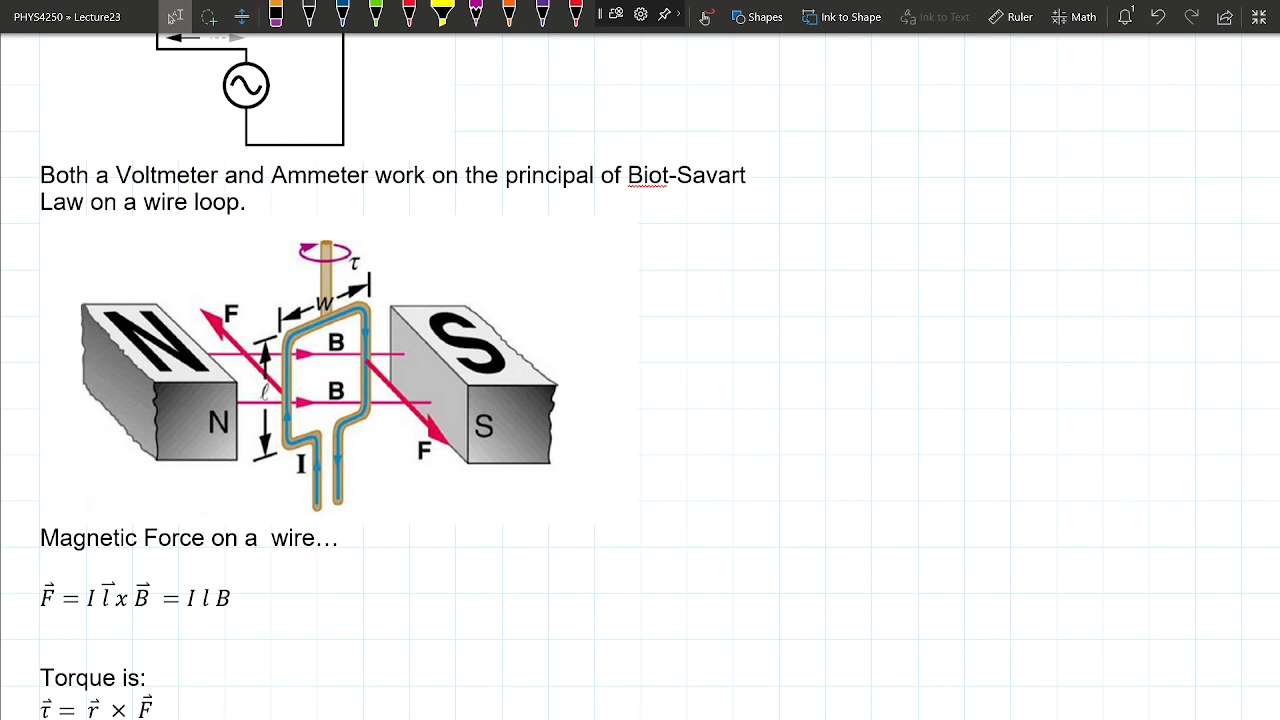 PHYS4250 » Lecture23
Shapes Ink to Shape Ink to Text Ruler Math
Both a Voltmeter and Ammeter work on the principal of Biot-Savart
Law on a wire loop.
τ
w
F
N S
B
ℓ
B
N S
I F
Magnetic Force on a wire…
F⃗ = I l⃗ x B⃗ = I l B
Torque is:
τ⃗ = r⃗ × F⃗